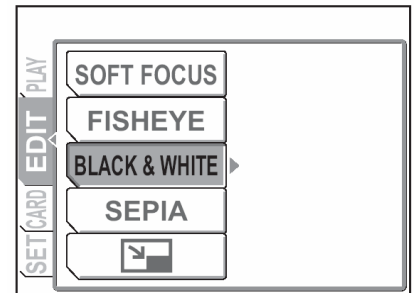 PLAY
EDIT
CARD
SET
SOFT FOCUS
FISHEYE
BLACK & WHITE
SEPIA